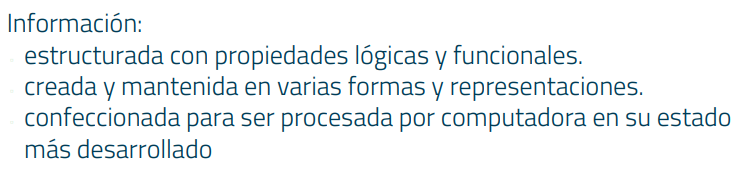 Información:
estructurada con propiedades lógicas y funcionales.
creada y mantenida en varias formas y representaciones.
confeccionada para ser procesada por computadora en su estado
más desarrollado